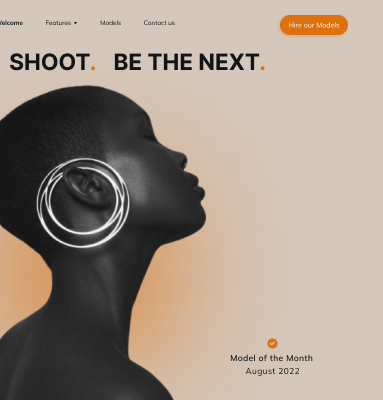 Welcome Features Models Contact us Hire our Models
SHOOT. BE THE NEXT.
Model of the Month
August 2022